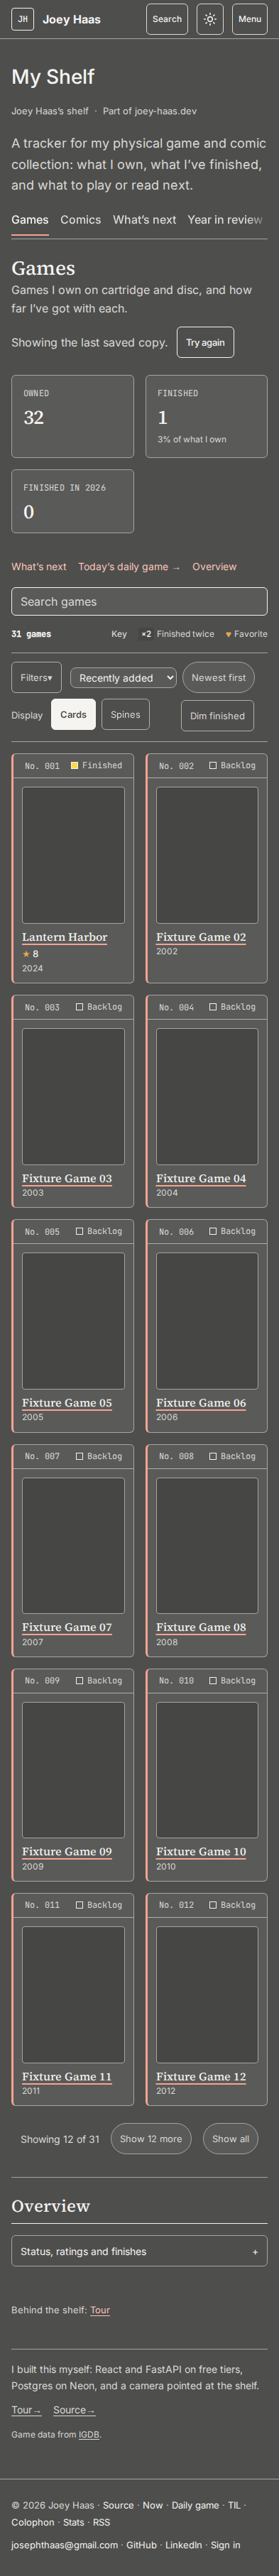 JH Joey Haas Search Menu
My Shelf
Joey Haas's shelf · Part of joey-haas.dev
A tracker for my physical game and comic
collection: what I own, what I've finished,
and what to play or read next.
Games Comics What's next Year in review
Games
Games I own on cartridge and disc, and how
far I've got with each.
Showing the last saved copy. Try again
OWNED
32
FINISHED
1
3% of what I own
FINISHED IN 2026
0
What's next Today's daily game → Overview
Search games
31 games Key ×2 Finished twice ♥ Favorite
Filters▾ Recently added Newest first
Display Cards Spines Dim finished
No. 001 Finished
Lantern Harbor
★ 8
2024
No. 002 Backlog
Fixture Game 02
2002
No. 003 Backlog
Fixture Game 03
2003
No. 004 Backlog
Fixture Game 04
2004
No. 005 Backlog
Fixture Game 05
2005
No. 006 Backlog
Fixture Game 06
2006
No. 007 Backlog
Fixture Game 07
2007
No. 008 Backlog
Fixture Game 08
2008
No. 009 Backlog
Fixture Game 09
2009
No. 010 Backlog
Fixture Game 10
2010
No. 011 Backlog
Fixture Game 11
2011
No. 012 Backlog
Fixture Game 12
2012
Showing 12 of 31 Show 12 more Show all
Overview
Status, ratings and finishes +
Behind the shelf: Tour
I built this myself: React and FastAPI on free tiers,
Postgres on Neon, and a camera pointed at the shelf.
Tour→ Source→
Game data from IGDB.
© 2026 Joey Haas · Source · Now · Daily game · TIL ·
Colophon · Stats · RSS
josephthaas@gmail.com · GitHub · LinkedIn · Sign in